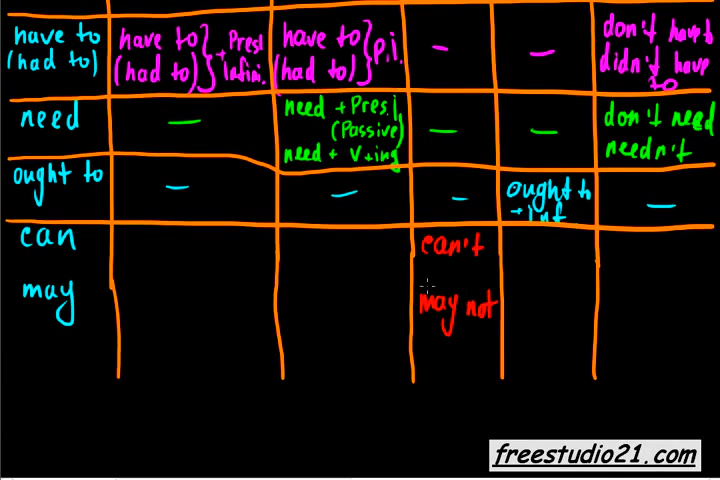 have to
(had to)
have to
(had to)
+ Pres.
Infini.
have to
(had to)
p.i.
-
-
don't have to
didn't have
to
need
-
need + Pres.i
(Passive)
need + V+ing
-
-
don't need
needn't
ought to
-
-
-
ought to
+ inf
-
can
can't
may
may not
freestudio21.com